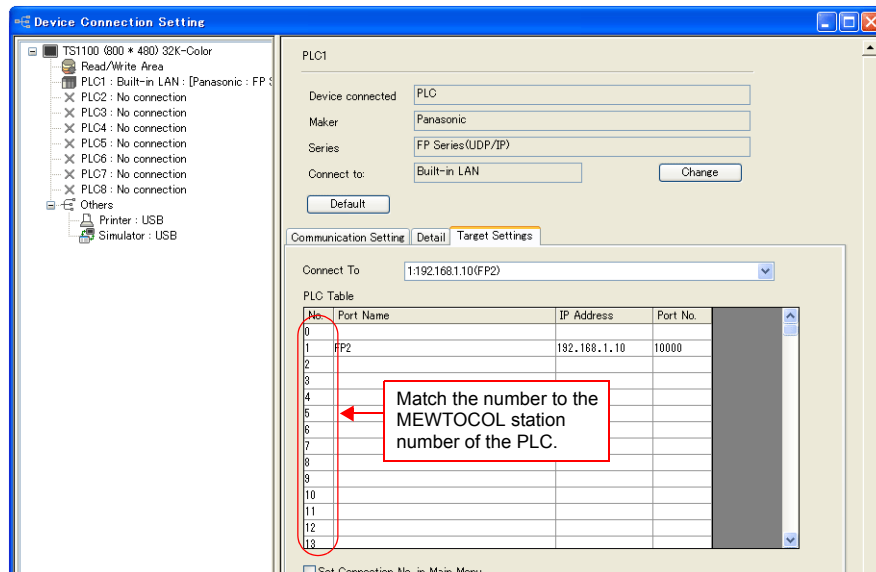 Device Connection Setting
TS1100 (800 * 480) 32K-Color
Read/Write Area
PLC1 : Built-in LAN : [Panasonic : FP
PLC2 : No connection
PLC3 : No connection
PLC4 : No connection
PLC5 : No connection
PLC6 : No connection
PLC7 : No connection
PLC8 : No connection
Others
Printer : USB
Simulator : USB
PLC1
Device connected PLC
Maker Panasonic
Series FP Series(UDP/IP)
Connect to: Built-in LAN Change
Default
Communication Setting Detail Target Settings
Connect To 1:192.168.1.10(FP2)
PLC Table
No. Port Name IP Address Port No.
0
1 FP2 192.168.1.10 10000
2
3
4
5
6
7
8
9
10
11
12
13
Match the number to the
MEWTOCOL station
number of the PLC.
Set Connection No. in Main Menu